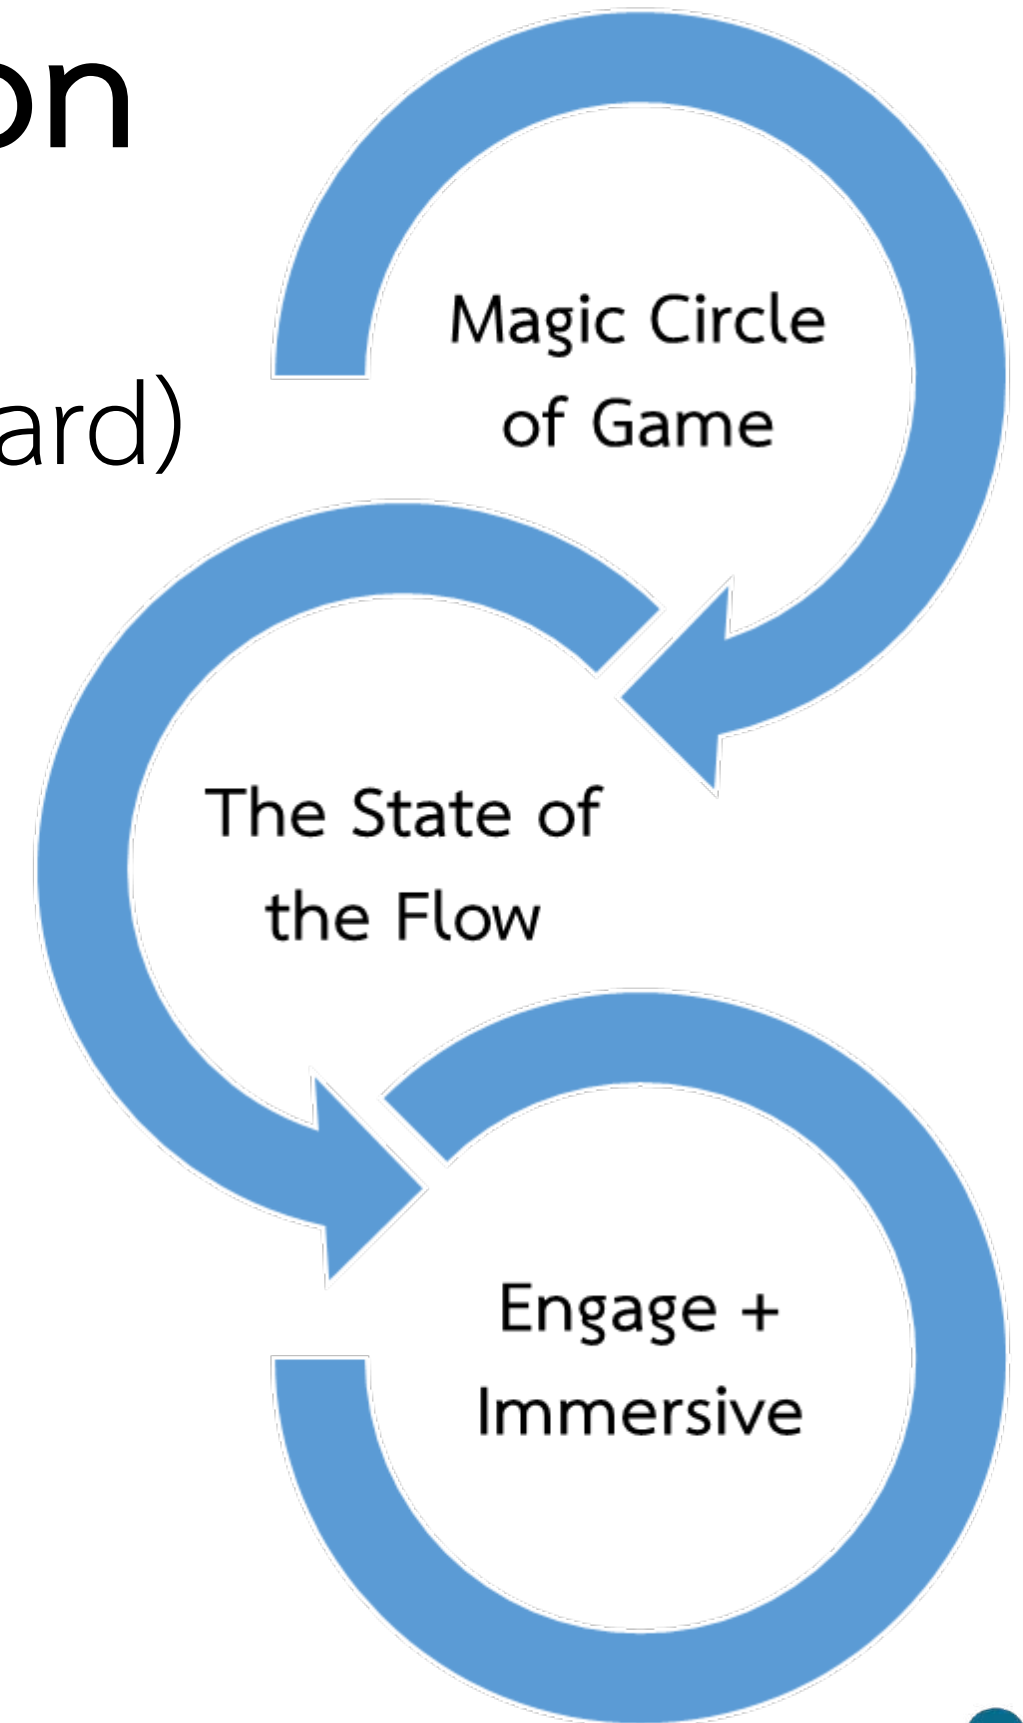 on
ard)
Magic Circle
of Game
The State of
the Flow
Engage +
Immersive